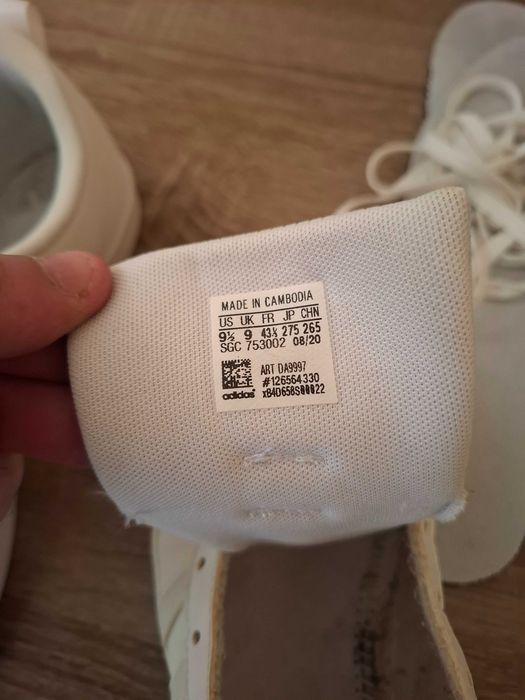 MADE IN CAMBODIA
US UK FR JP CHN
9½ 9 43⅓ 275 265
SGC 753002 08/20
ART DA9997
#126564330
adidas® xB4D658S00022